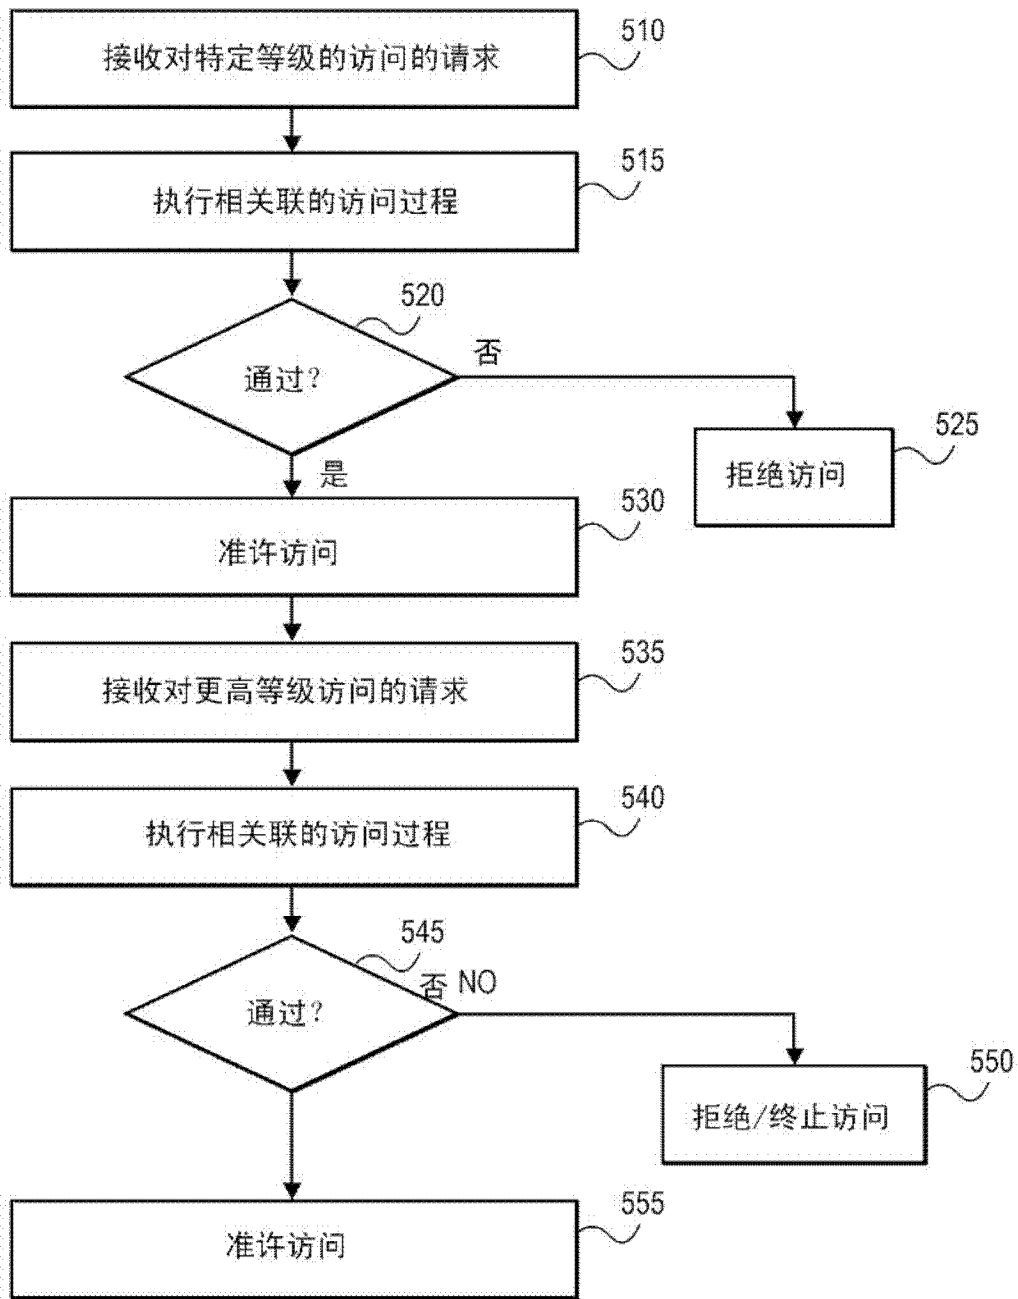 510
接收对特定等级的访问的请求
515
执行相关联的访问过程
520
通过?
否
525
拒绝访问
是
530
准许访问
535
接收对更高等级访问的请求
540
执行相关联的访问过程
545
否 NO
通过?
550
拒绝/终止访问
555
准许访问